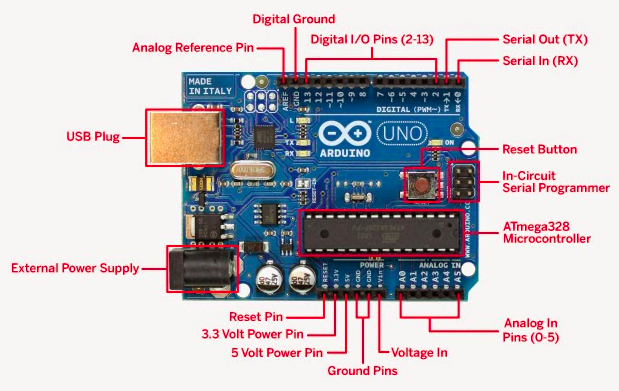 Digital Ground
Analog Reference Pin
Digital I/O Pins (2-13)
Serial Out (TX)
Serial In (RX)
MADE
IN ITALY
AREF
GND
13
12
~11
~10
~9
8
7
~6
~5
4
~3
2
TX→1
RX←0
DIGITAL (PWM~)
L
TX
RX
ARDUINO
UNO
ON
USB Plug
Reset Button
In-Circuit
Serial Programmer
ATmega328
Microcontroller
External Power Supply
WWW.ARDUINO.CC
POWER
ANALOG IN
RESET
5V
GND
GND
Vin
A0
A1
A2
A3
A4
A5
Reset Pin
3.3 Volt Power Pin
5 Volt Power Pin
Ground Pins
Voltage In
Analog In
Pins (0-5)